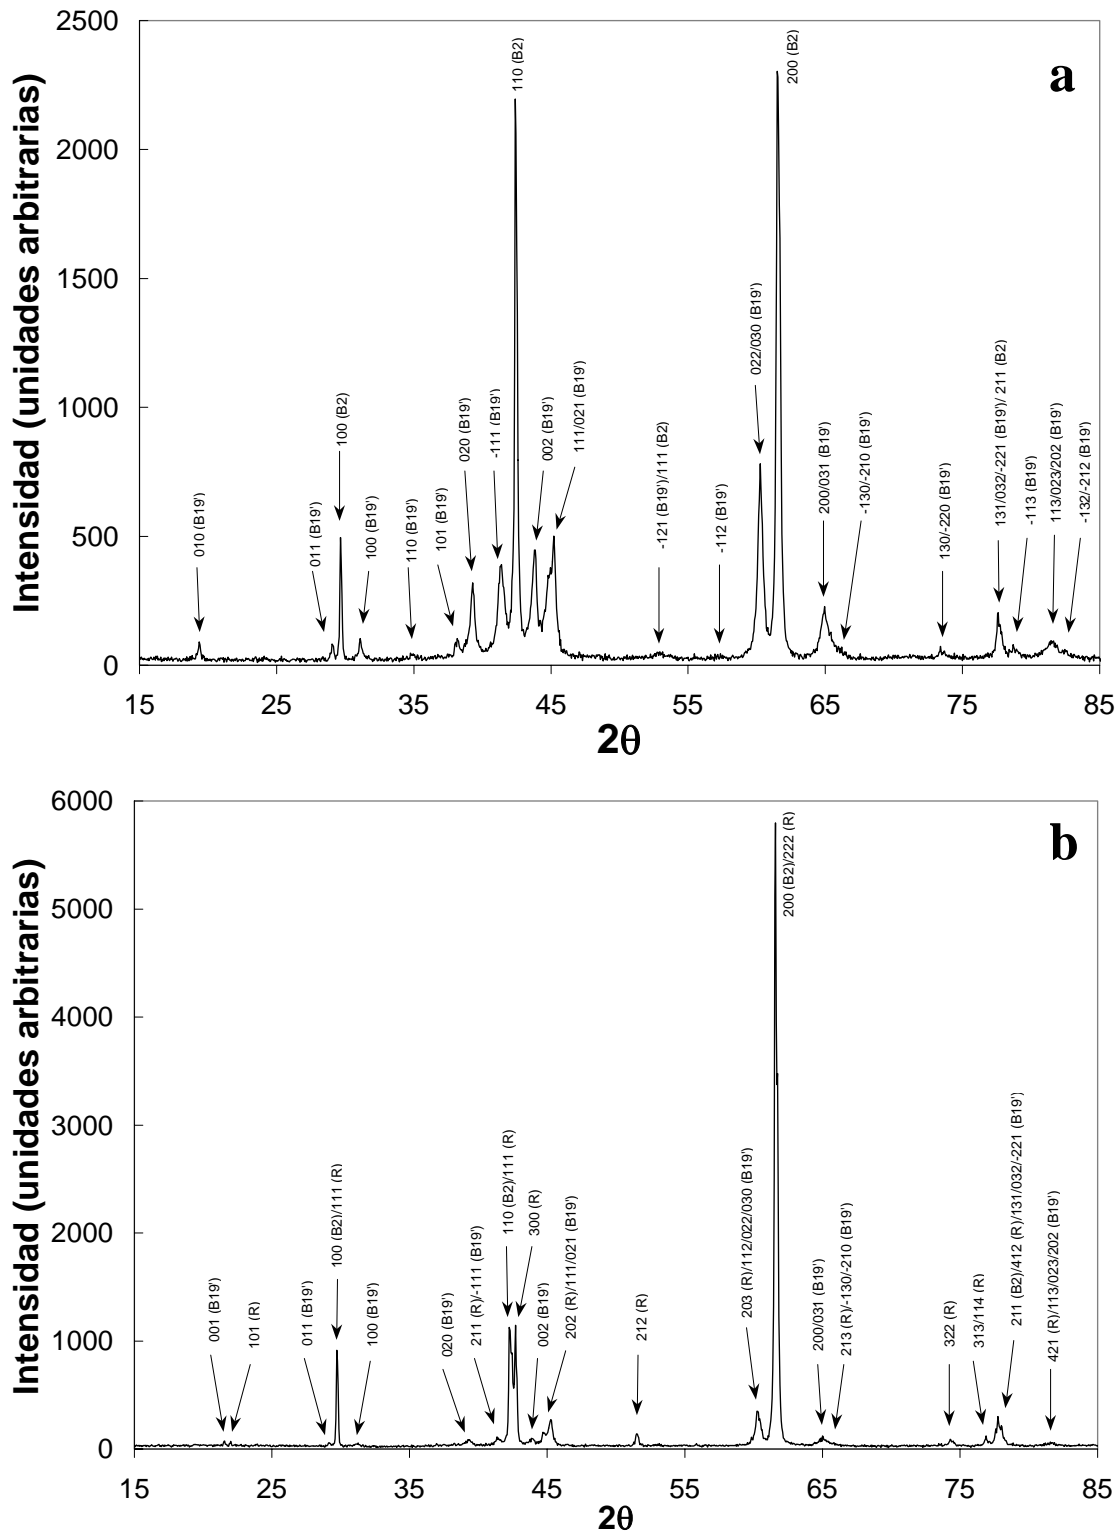 a
Intensidad (unidades arbitrarias)
2500
2000
1500
1000
500
0
010 (B19')
011 (B19')
100 (B2)
100 (B19')
110 (B19')
101 (B19')
020 (B19')
-111 (B19')
110 (B2)
002 (B19')
111/021 (B19')
-121 (B19')/111 (B2)
-112 (B19')
022/030 (B19')
200 (B2)
200/031 (B19')
-130/-210 (B19')
130/-220 (B19')
131/032/-221 (B19')/ 211 (B2)
-113 (B19')
113/023/202 (B19')
-132/-212 (B19')
15 25 35 45 55 65 75 85
2θ
b
Intensidad (unidades arbitrarias)
6000
5000
4000
3000
2000
1000
0
001 (B19')
101 (R)
011 (B19')
100 (B2)/111 (R)
100 (B19')
020 (B19')
211 (R)/-111 (B19')
110 (B2)/111 (R)
300 (R)
002 (B19')
202 (R)/111/021 (B19')
212 (R)
203 (R)/112/022/030 (B19')
200 (B2)/222 (R)
200/031 (B19')
213 (R)/-130/-210 (B19')
322 (R)
313/114 (R)
211 (B2)/412 (R)/131/032/-221 (B19')
421 (R)/113/023/202 (B19')
15 25 35 45 55 65 75 85
2θ